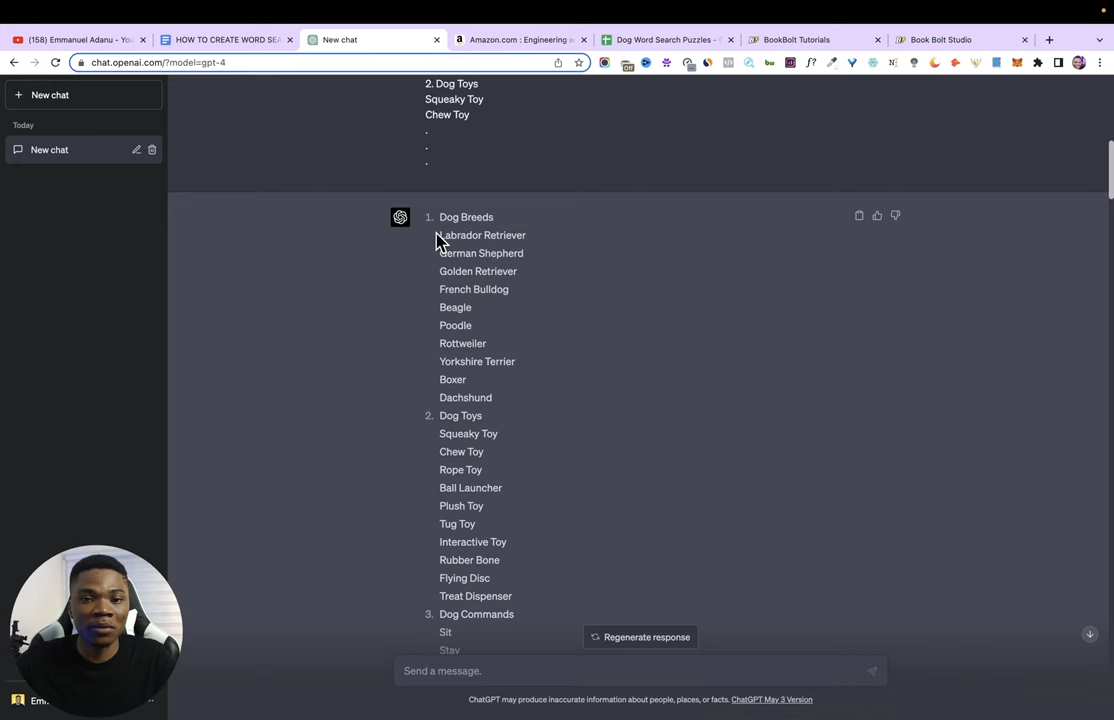 (158) Emmanuel Adanu - You
HOW TO CREATE WORD SEA
New chat
Amazon.com : Engineering w
Dog Word Search Puzzles -
BookBolt Tutorials
Book Bolt Studio
chat.openai.com/?model=gpt-4
New chat
Today
New chat
2. Dog Toys
Squeaky Toy
Chew Toy
.
.
.
1. Dog Breeds
Labrador Retriever
German Shepherd
Golden Retriever
French Bulldog
Beagle
Poodle
Rottweiler
Yorkshire Terrier
Boxer
Dachshund
2. Dog Toys
Squeaky Toy
Chew Toy
Rope Toy
Ball Launcher
Plush Toy
Tug Toy
Interactive Toy
Rubber Bone
Flying Disc
Treat Dispenser
3. Dog Commands
Sit
Stay
Regenerate response
Send a message.
Em
ChatGPT may produce inaccurate information about people, places, or facts. ChatGPT May 3 Version